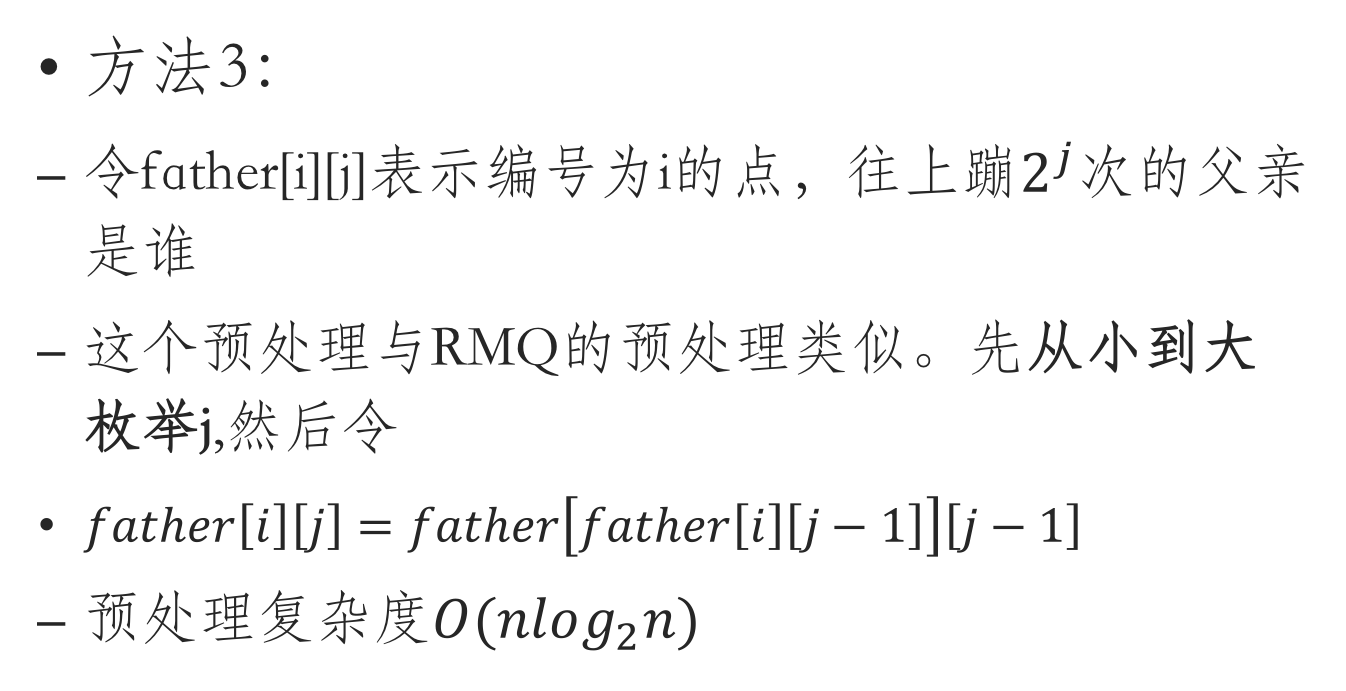 • 方法3:
– 令father[i][j]表示编号为i的点，往上蹦2^j次的父亲
是谁
– 这个预处理与RMQ的预处理类似。先从小到大
枚举j,然后令
• father[i][j] = father[father[i][j − 1]][j − 1]
– 预处理复杂度O(nlog₂n)